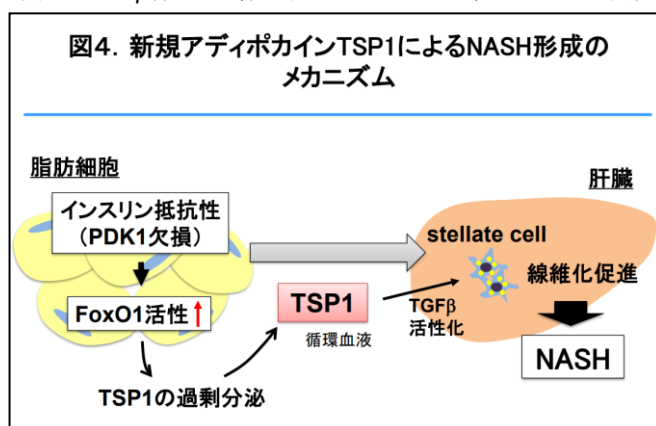 図4. 新規アディポカインTSP1によるNASH形成の
メカニズム
脂肪細胞
インスリン抵抗性
(PDK1欠損)
FoxO1活性↑
TSP1の過剰分泌
TSP1
循環血液
TGFβ
活性化
肝臓
stellate cell
線維化促進
NASH